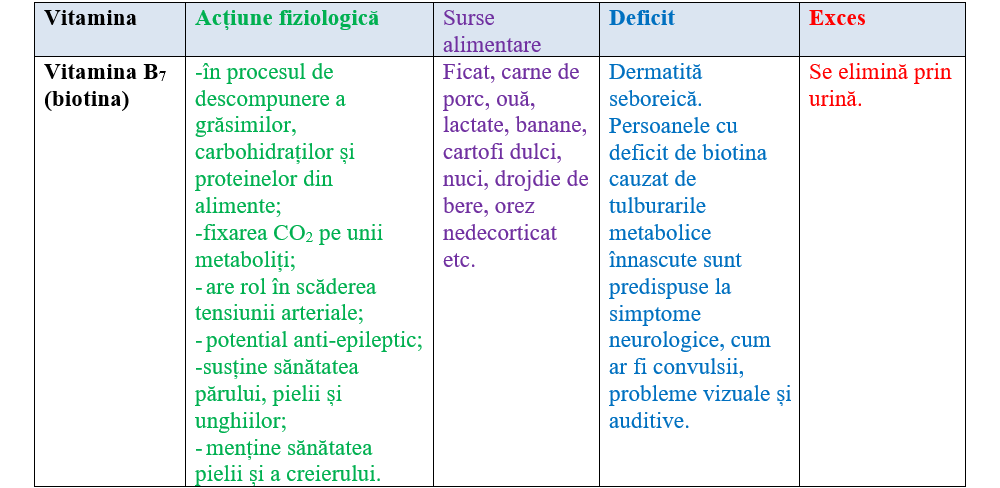 Vitamina
Acțiune fiziologică
Surse
alimentare
Deficit
Exces
Vitamina B₇
(biotina)
-în procesul de
descompunere a
grăsimilor,
carbohidraților și
proteinelor din
alimente;
-fixarea CO₂ pe unii
metaboliți;
- are rol în scăderea
tensiunii arteriale;
- potential anti-epileptic;
-susține sănătatea
părului, pielii și
unghiilor;
- menține sănătatea
pielii și a creierului.
Ficat, carne de
porc, ouă,
lactate, banane,
cartofi dulci,
nuci, drojdie de
bere, orez
nedecorticat
etc.
Dermatită
seboreică.
Persoanele cu
deficit de biotina
cauzat de
tulburarile
metabolice
înnascute sunt
predispuse la
simptome
neurologice, cum
ar fi convulsii,
probleme vizuale și
auditive.
Se elimină prin
urină.